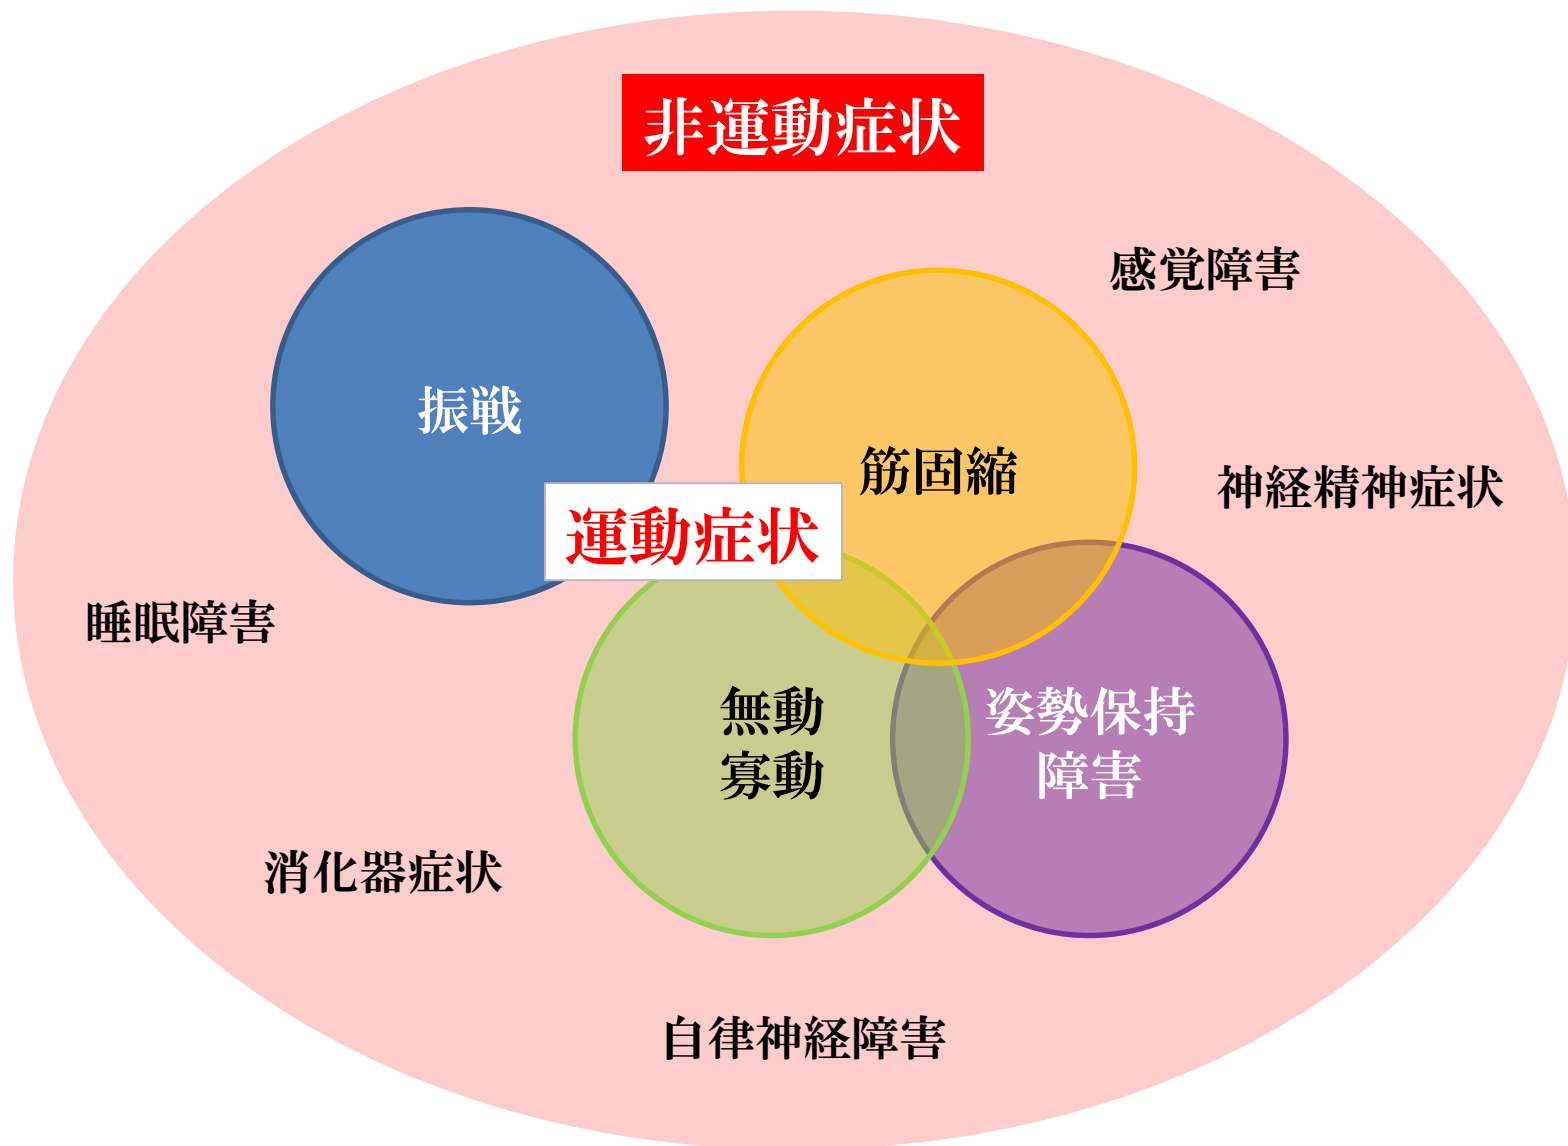 非運動症状
感覚障害
振戦
筋固縮
神経精神症状
運動症状
睡眠障害
無動
寡動
姿勢保持
障害
消化器症状
自律神経障害